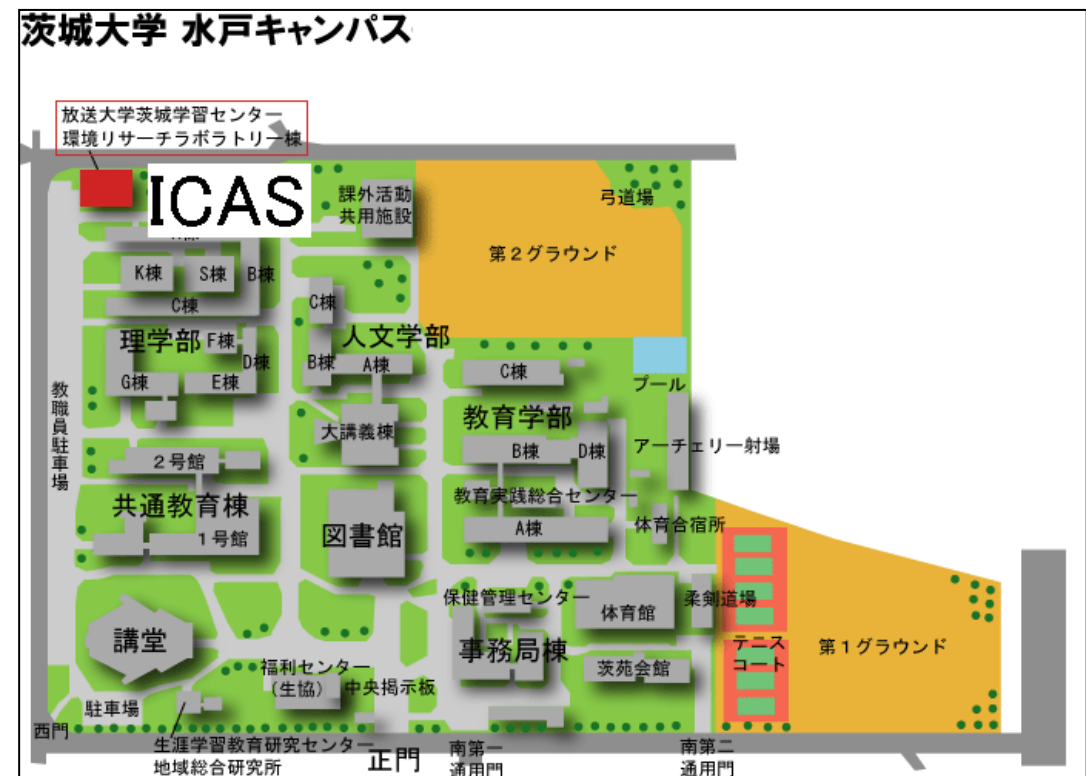 茨城大学 水戸キャンパス
放送大学茨城学習センター
環境リサーチラボラトリー棟
ICAS
課外活動
共用施設
弓道場
第2グラウンド
K棟
S棟
B棟
C棟
理学部
F棟
D棟
G棟
E棟
C棟
人文学部
B棟
A棟
大講義棟
C棟
プール
教育学部
B棟
D棟
アーチェリー射場
教育実践総合センター
A棟
体育合宿所
教職員駐車場
2号館
共通教育棟
1号館
図書館
保健管理センター
体育館
柔剣道場
事務局棟
茨苑会館
テニス
コート
第1グラウンド
講堂
福利センター
(生協)
中央掲示板
駐車場
西門
生涯学習教育研究センター
地域総合研究所
正門
南第一
通用門
南第二
通用門